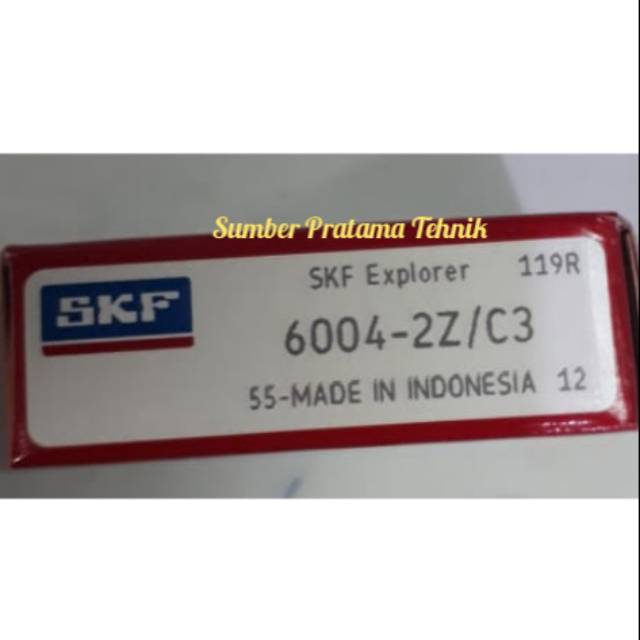 Sumber Pratama Tehnik
SKF Explorer 119R
SKF
6004-2Z/C3
55-MADE IN INDONESIA 12